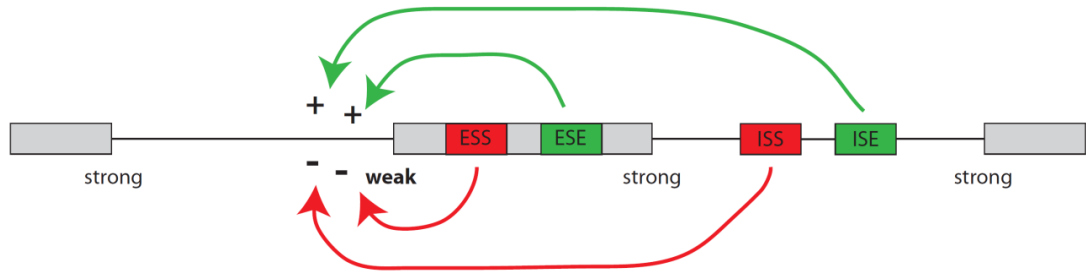 + +
ESS ESE ISS ISE
- -
strong weak strong strong